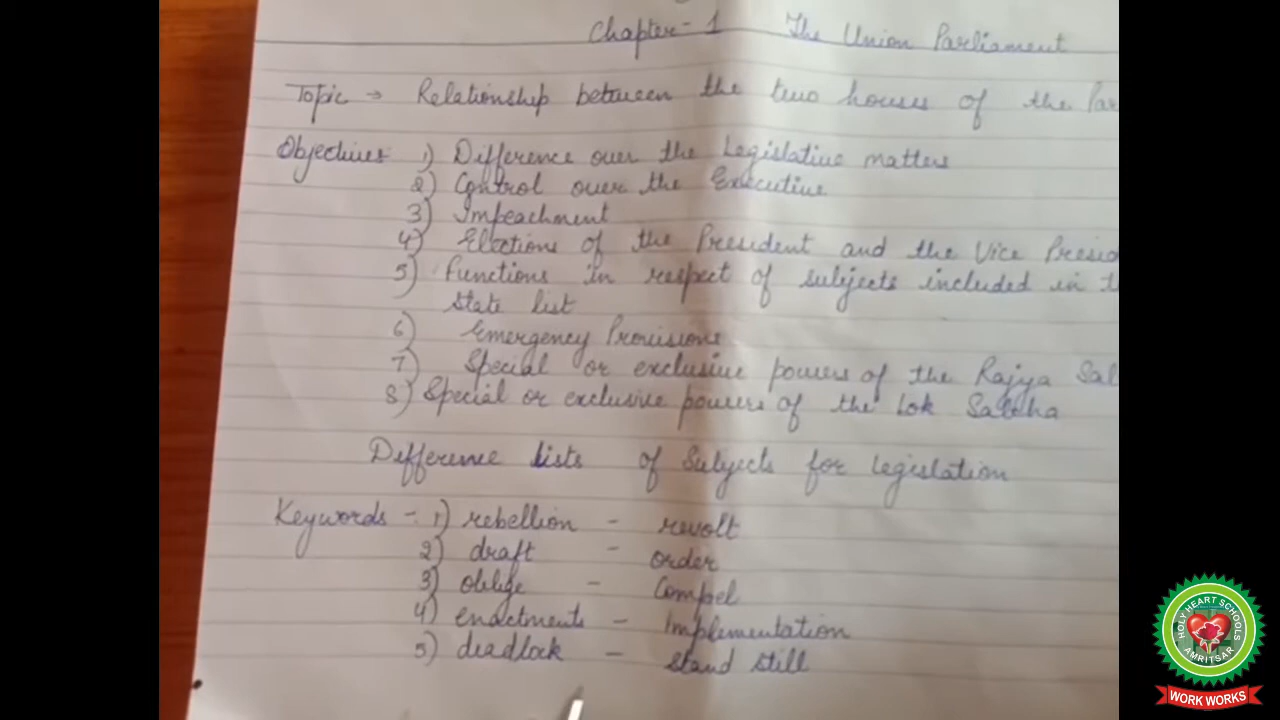 Chapter-1 The Union Parliament
Topic → Relationship between the two houses of the Par
Objectives 1) Difference over the Legislative matters
2) Control over the Executive
3) Impeachment
4) Elections of the President and the Vice Presid
5) Functions in respect of subjects included in t
State list
6) Emergency Provisions
7) Special or exclusive powers of the Rajya Sab
8) Special or exclusive powers of the Lok Sabha
Difference lists of Subjects for legislation
Keywords - 1) rebellion - revolt
2) draft - order
3) oblige - Compel
4) enactments - Implementation
5) deadlock - stand still
HOLY HEART SCHOOLS
AMRITSAR
WORK WORKS